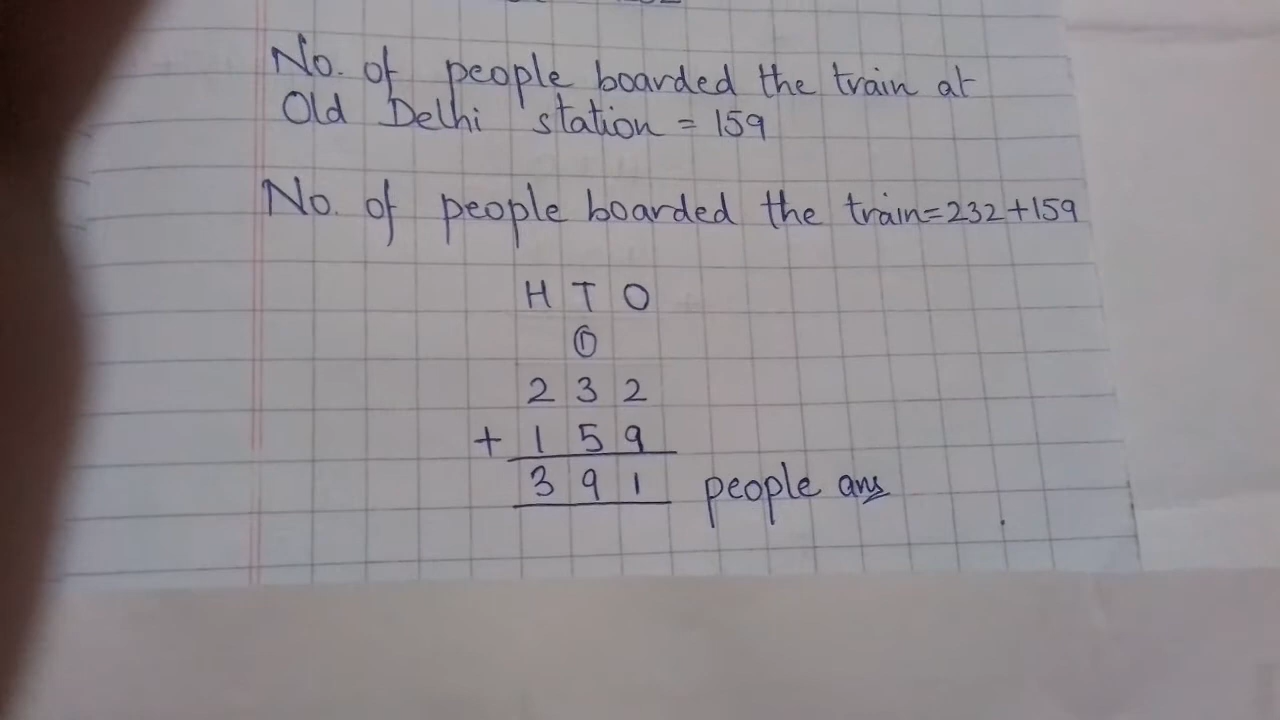 No. of people boarded the train at
Old Delhi station = 159
No. of people boarded the train=232+159
H T O
①
2 3 2
+ 1 5 9
3 9 1 people ans